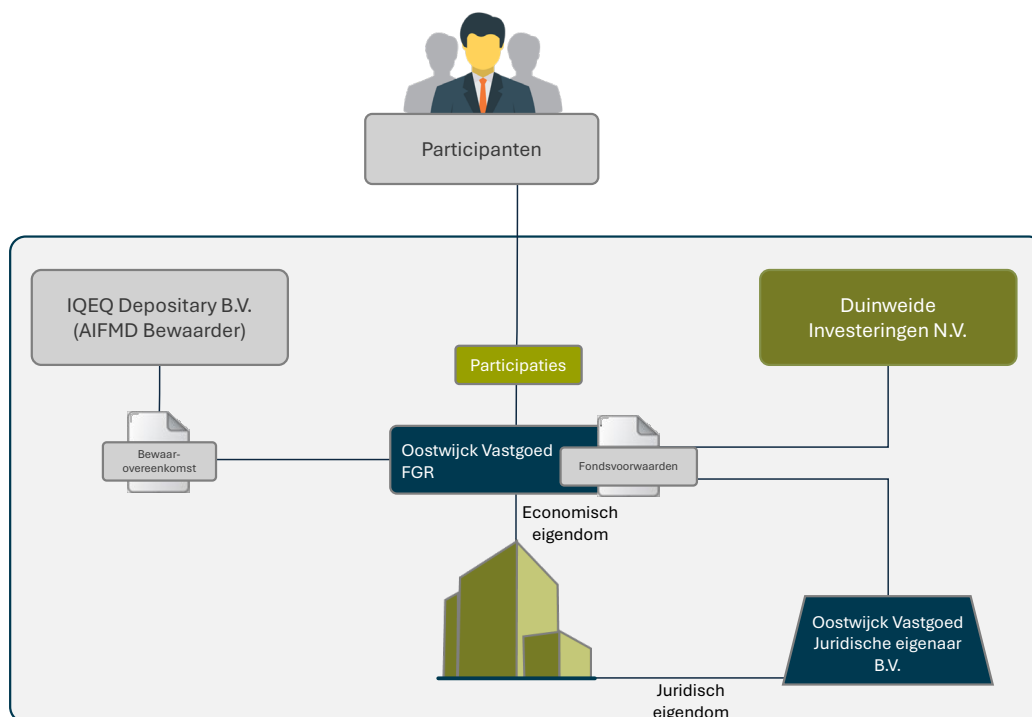 Participanten
IQEQ Depositary B.V.
(AIFMD Bewaarder)
Duinweide
Investeringen N.V.
Participaties
Bewaar-
overeenkomst
Oostwijck Vastgoed
FGR
Fondsvoorwaarden
Economisch
eigendom
Oostwijck Vastgoed
Juridische eigenaar
B.V.
Juridisch
eigendom